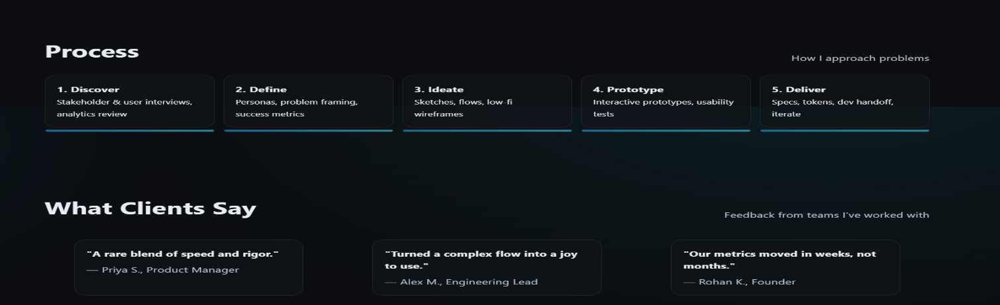 Process
How I approach problems
1. Discover
Stakeholder & user interviews,
analytics review
2. Define
Personas, problem framing,
success metrics
3. Ideate
Sketches, flows, low-fi
wireframes
4. Prototype
Interactive prototypes, usability
tests
5. Deliver
Specs, tokens, dev handoff,
iterate
What Clients Say
Feedback from teams I’ve worked with
"A rare blend of speed and rigor."
— Priya S., Product Manager
"Turned a complex flow into a joy
to use."
— Alex M., Engineering Lead
"Our metrics moved in weeks, not
months."
— Rohan K., Founder